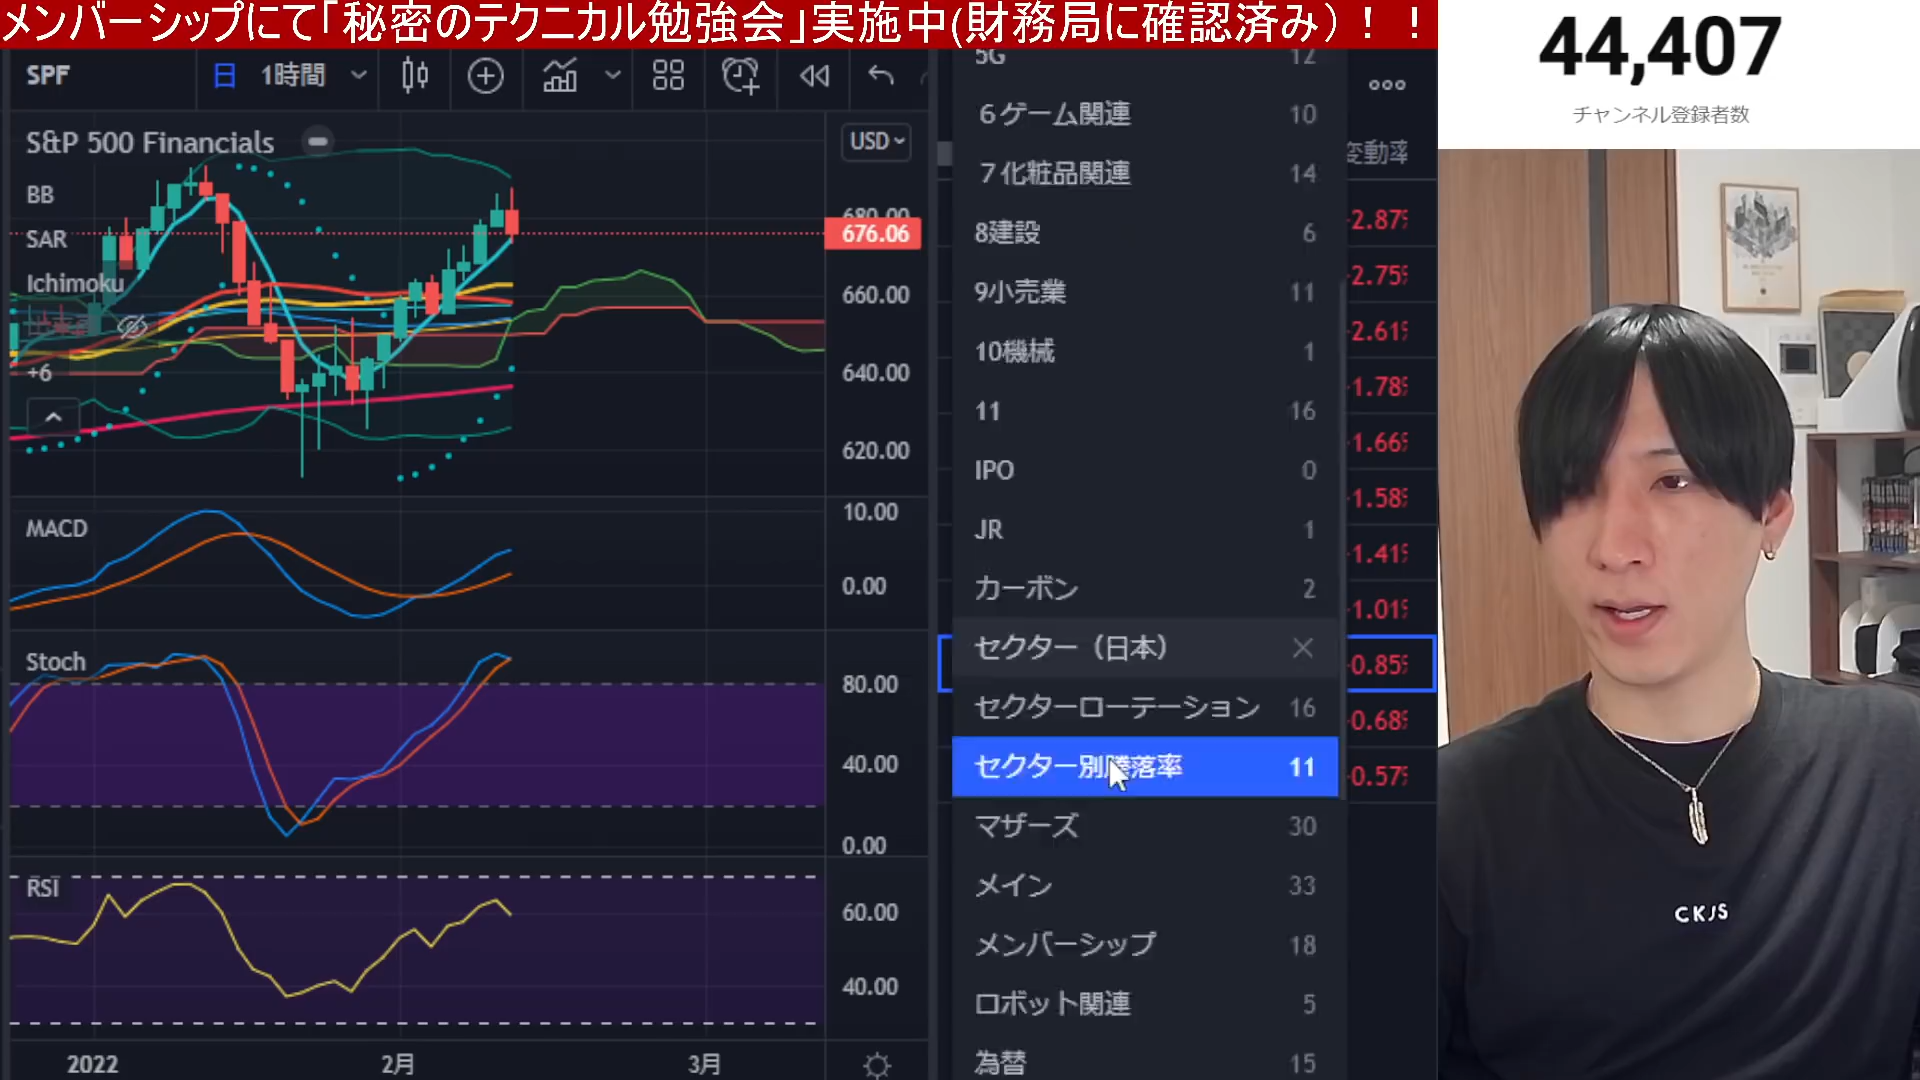 メンバーシップにて「秘密のテクニカル勉強会」実施中(財務局に確認済み）！！
44,407
チャンネル登録者数
SPF
日
1時間
S&P 500 Financials
USD
BB
SAR
Ichimoku
+6
680.00
676.06
660.00
640.00
620.00
MACD
10.00
0.00
Stoch
80.00
40.00
0.00
RSI
60.00
40.00
2022
2月
3月
5G 12
６ゲーム関連 10
７化粧品関連 14
8建設 6
9小売業 11
10機械 1
11 16
IPO 0
JR 1
カーボン 2
セクター（日本）
セクターローテーション 16
セクター別騰落率 11
マザーズ 30
メイン 33
メンバーシップ 18
ロボット関連 5
為替 15
変動率
-2.87%
-2.75%
-2.61%
-1.78%
-1.66%
-1.58%
-1.41%
-1.01%
-0.85%
-0.68%
-0.57%
CKJS